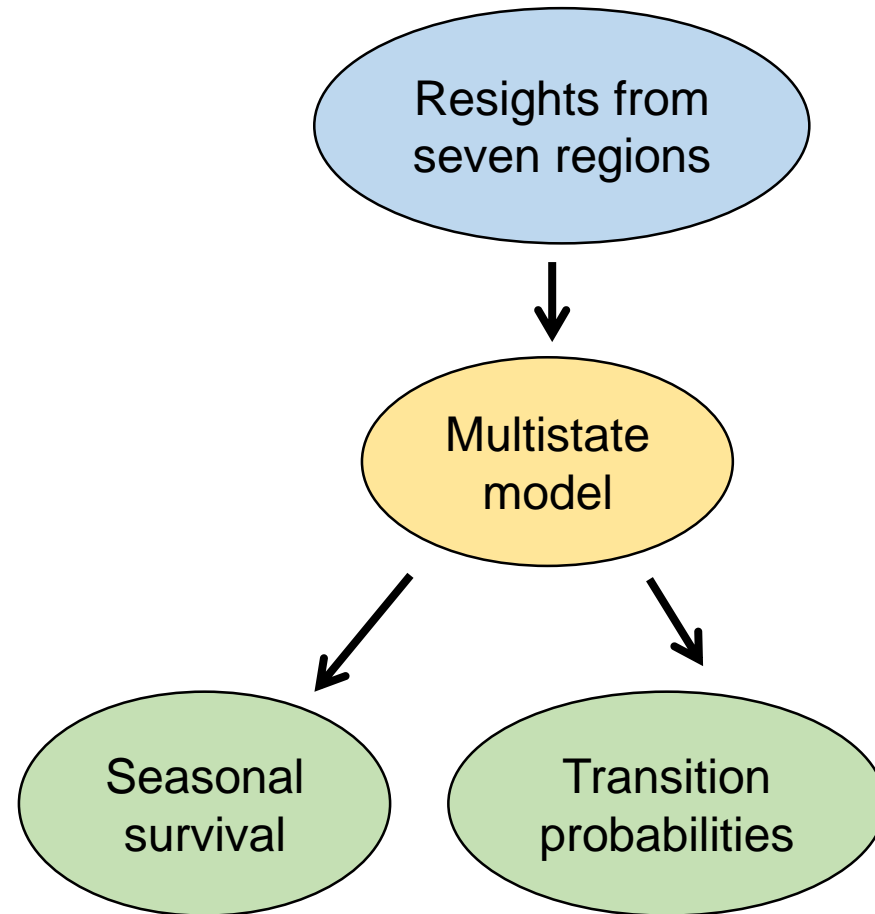 Resights from
seven regions
Multistate
model
Seasonal
survival
Transition
probabilities